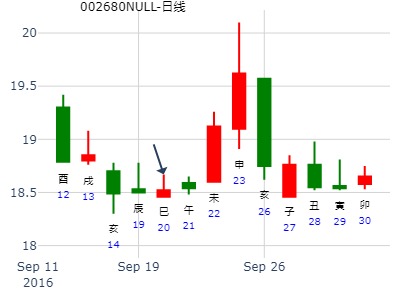 002680NULL-日线
20
19.5
19
18.5
18
酉
12
戌
13
亥
14
辰
19
巳
20
午
21
未
22
申
23
亥
26
子
27
丑
28
寅
29
卯
30
Sep 11
2016
Sep 19
Sep 26